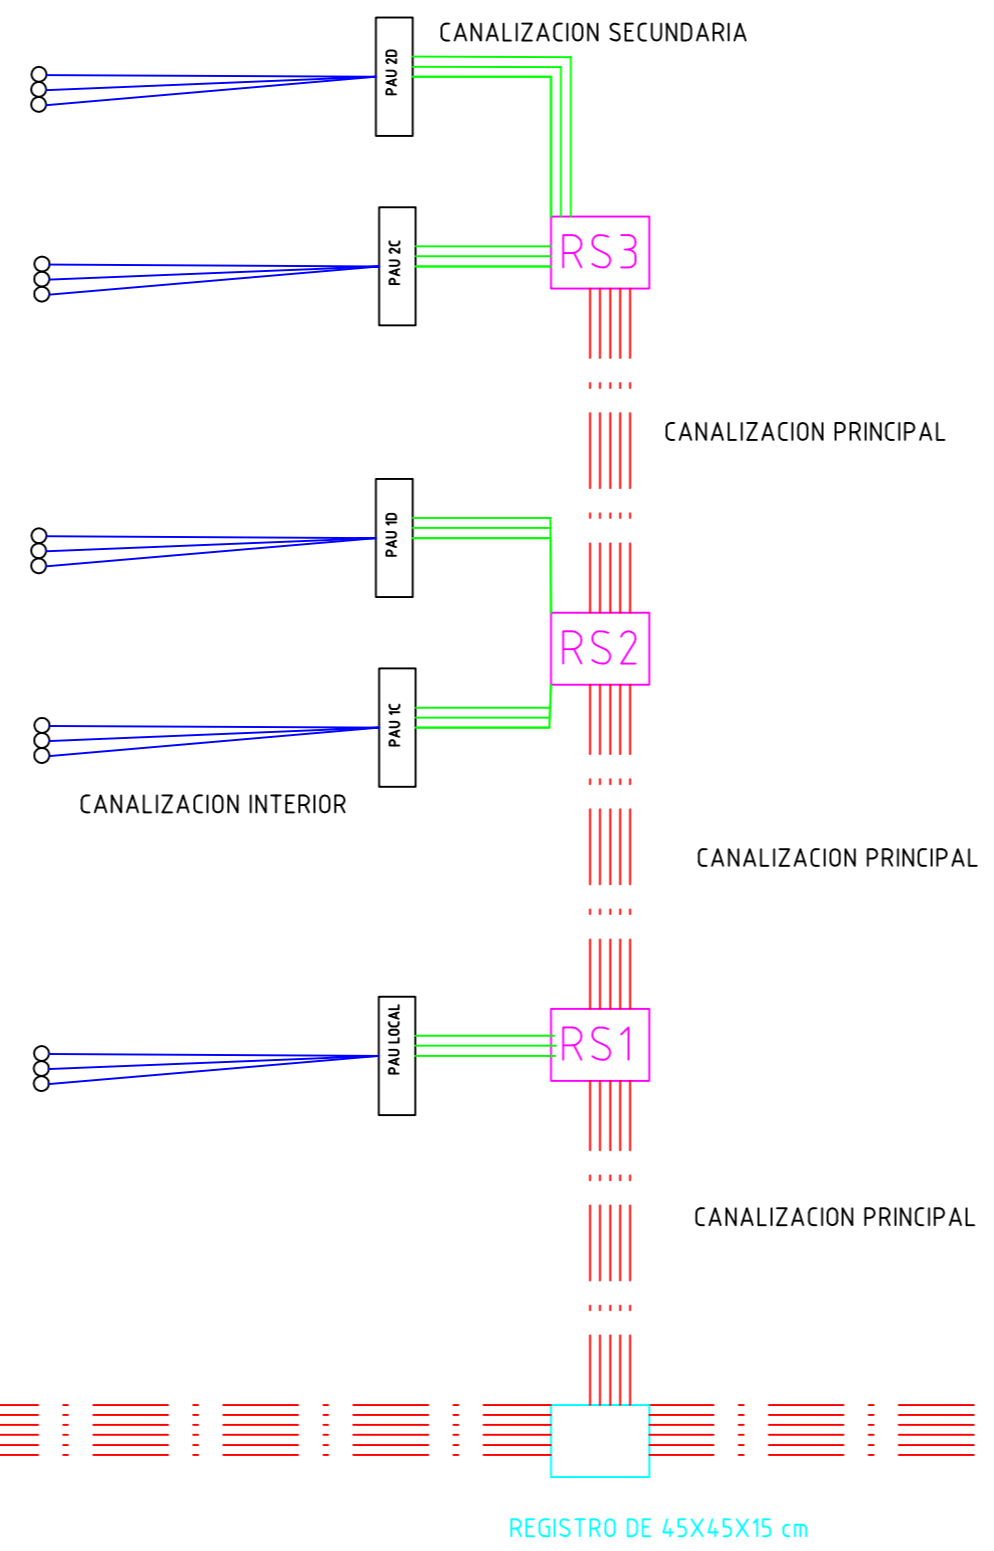 CANALIZACION SECUNDARIA
PAU 2D
PAU 2C
RS3
CANALIZACION PRINCIPAL
PAU 1D
RS2
PAU 1C
CANALIZACION INTERIOR
CANALIZACION PRINCIPAL
PAU LOCAL
RS1
CANALIZACION PRINCIPAL
REGISTRO DE 45X45X15 cm